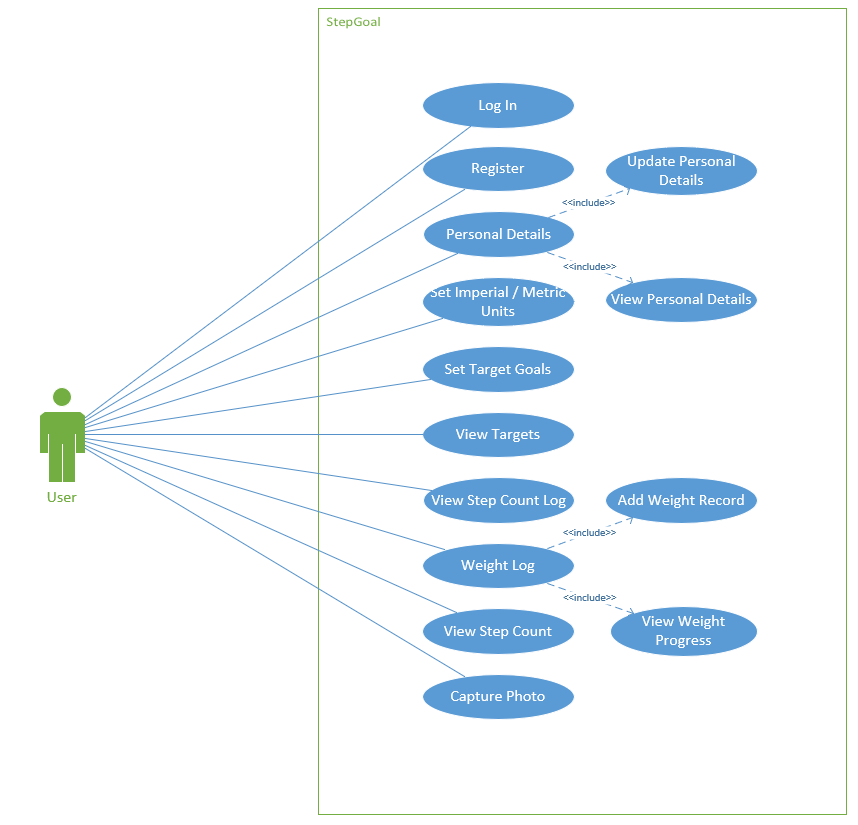 StepGoal
Log In
Register
Update Personal
Details
<<include>>
Personal Details
<<include>>
Set Imperial / Metric
Units
View Personal Details
Set Target Goals
View Targets
User
View Step Count Log
Add Weight Record
<<include>>
Weight Log
<<include>>
View Step Count
View Weight
Progress
Capture Photo